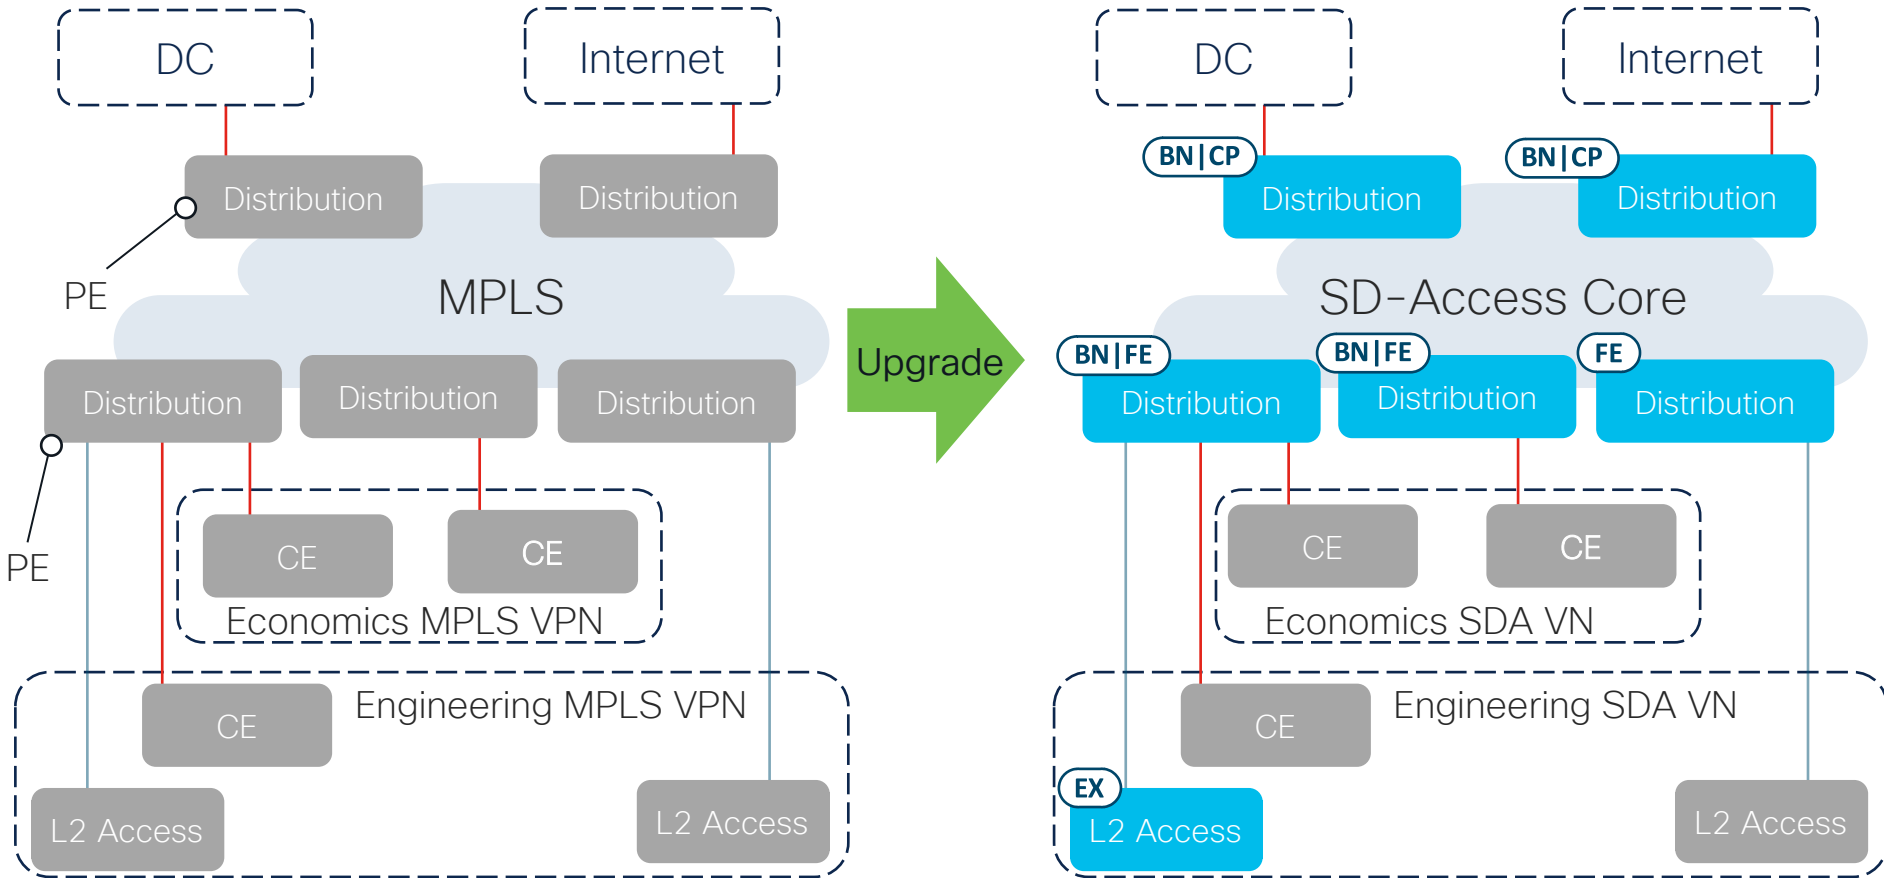 DC
Internet
Distribution
Distribution
PE
MPLS
Distribution
Distribution
Distribution
PE
CE
CE
Economics MPLS VPN
Engineering MPLS VPN
CE
L2 Access
L2 Access
Upgrade
DC
Internet
BN|CP
BN|CP
Distribution
Distribution
SD-Access Core
BN|FE
BN|FE
FE
Distribution
Distribution
Distribution
CE
CE
Economics SDA VN
Engineering SDA VN
CE
EX
L2 Access
L2 Access